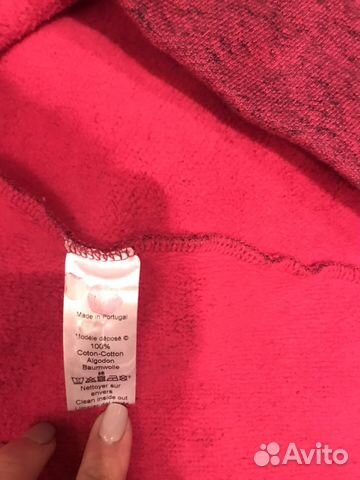 Made in Portugal
Modèle déposé ©
100%
Coton-Cotton
Algodon
Baumwolle
Nettoyer sur
envers
Clean inside out
Avito